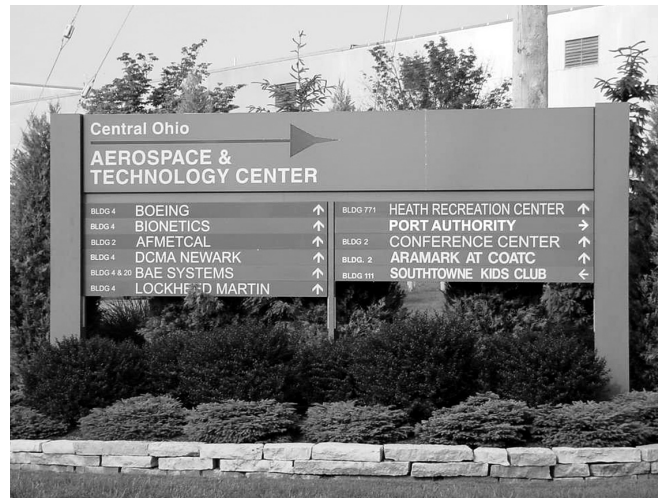 Central Ohio
AEROSPACE &
TECHNOLOGY CENTER
BLDG 4 BOEING ↑
BLDG 4 BIONETICS ↑
BLDG 2 AFMETCAL ↑
BLDG 4 DCMA NEWARK ↑
BLDG 4 & 20 BAE SYSTEMS ↑
BLDG 4 LOCKHEED MARTIN ↑
BLDG 771 HEATH RECREATION CENTER ↑
PORT AUTHORITY →
BLDG 2 CONFERENCE CENTER ↑
BLDG. 2 ARAMARK AT COATC ↑
BLDG 111 SOUTHTOWNE KIDS CLUB ←